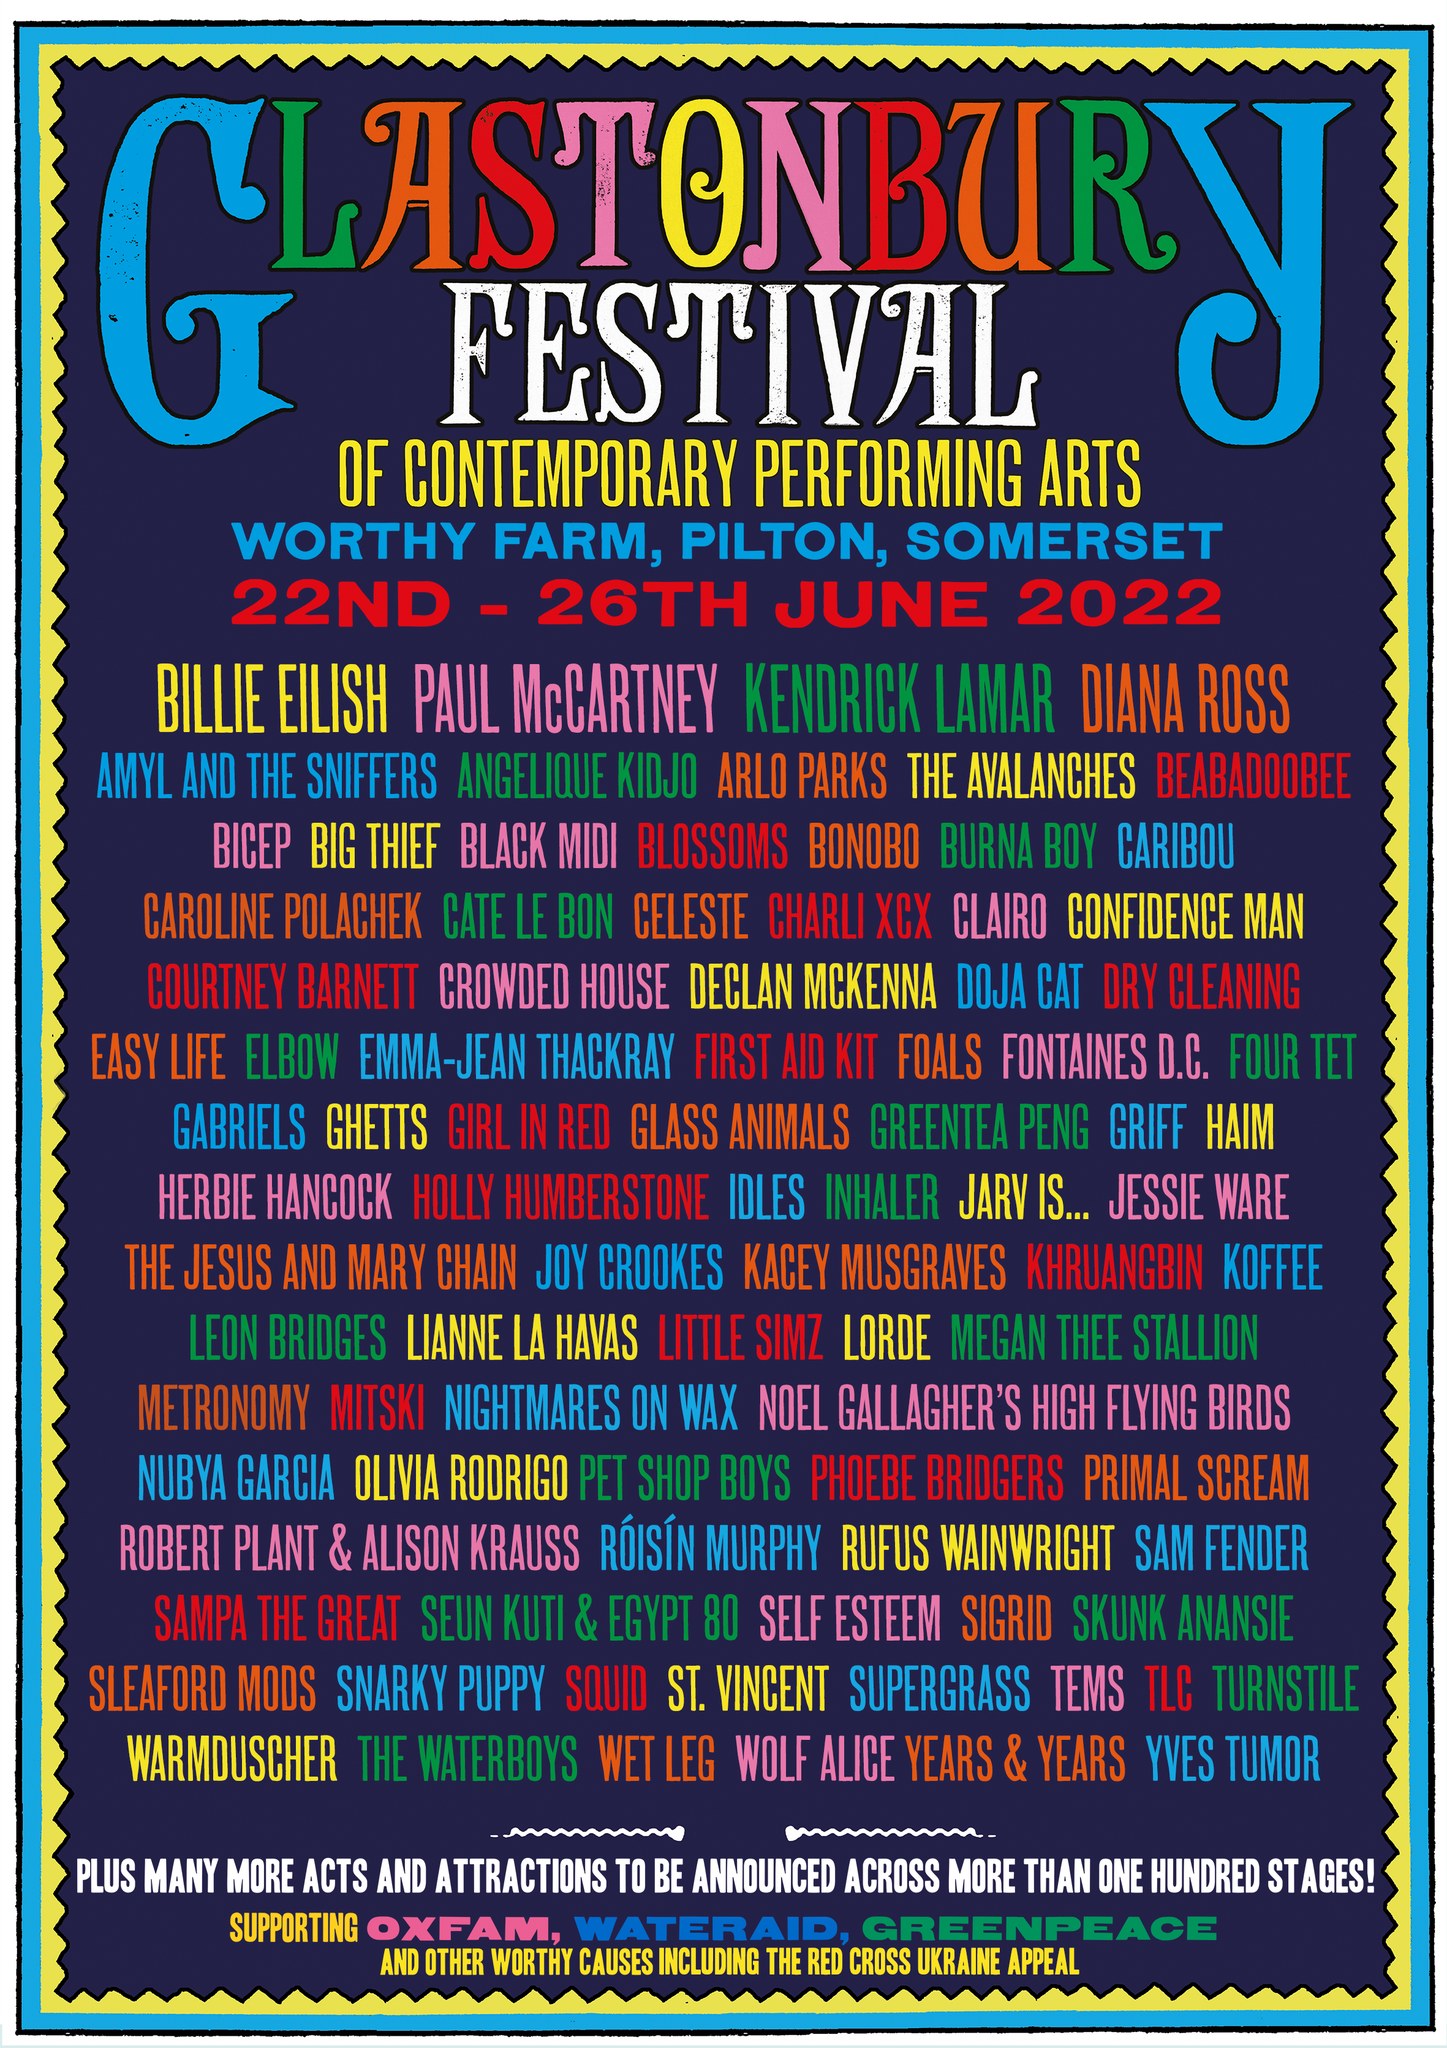 GLASTONBURY
FESTIVAL
OF CONTEMPORARY PERFORMING ARTS
WORTHY FARM, PILTON, SOMERSET
22ND - 26TH JUNE 2022
BILLIE EILISH PAUL McCARTNEY KENDRICK LAMAR DIANA ROSS
AMYL AND THE SNIFFERS ANGELIQUE KIDJO ARLO PARKS THE AVALANCHES BEABADOOBEE
BICEP BIG THIEF BLACK MIDI BLOSSOMS BONOBO BURNA BOY CARIBOU
CAROLINE POLACHEK CATE LE BON CELESTE CHARLI XCX CLAIRO CONFIDENCE MAN
COURTNEY BARNETT CROWDED HOUSE DECLAN MCKENNA DOJA CAT DRY CLEANING
EASY LIFE ELBOW EMMA-JEAN THACKRAY FIRST AID KIT FOALS FONTAINES D.C. FOUR TET
GABRIELS GHETTS GIRL IN RED GLASS ANIMALS GREENTEA PENG GRIFF HAIM
HERBIE HANCOCK HOLLY HUMBERSTONE IDLES INHALER JARV IS... JESSIE WARE
THE JESUS AND MARY CHAIN JOY CROOKES KACEY MUSGRAVES KHRUANGBIN KOFFEE
LEON BRIDGES LIANNE LA HAVAS LITTLE SIMZ LORDE MEGAN THEE STALLION
METRONOMY MITSKI NIGHTMARES ON WAX NOEL GALLAGHER'S HIGH FLYING BIRDS
NUBYA GARCIA OLIVIA RODRIGO PET SHOP BOYS PHOEBE BRIDGERS PRIMAL SCREAM
ROBERT PLANT & ALISON KRAUSS RÓISÍN MURPHY RUFUS WAINWRIGHT SAM FENDER
SAMPA THE GREAT SEUN KUTI & EGYPT 80 SELF ESTEEM SIGRID SKUNK ANANSIE
SLEAFORD MODS SNARKY PUPPY SQUID ST. VINCENT SUPERGRASS TEMS TLC TURNSTILE
WARMDUSCHER THE WATERBOYS WET LEG WOLF ALICE YEARS & YEARS YVES TUMOR
PLUS MANY MORE ACTS AND ATTRACTIONS TO BE ANNOUNCED ACROSS MORE THAN ONE HUNDRED STAGES!
SUPPORTING OXFAM, WATERAID, GREENPEACE
AND OTHER WORTHY CAUSES INCLUDING THE RED CROSS UKRAINE APPEAL